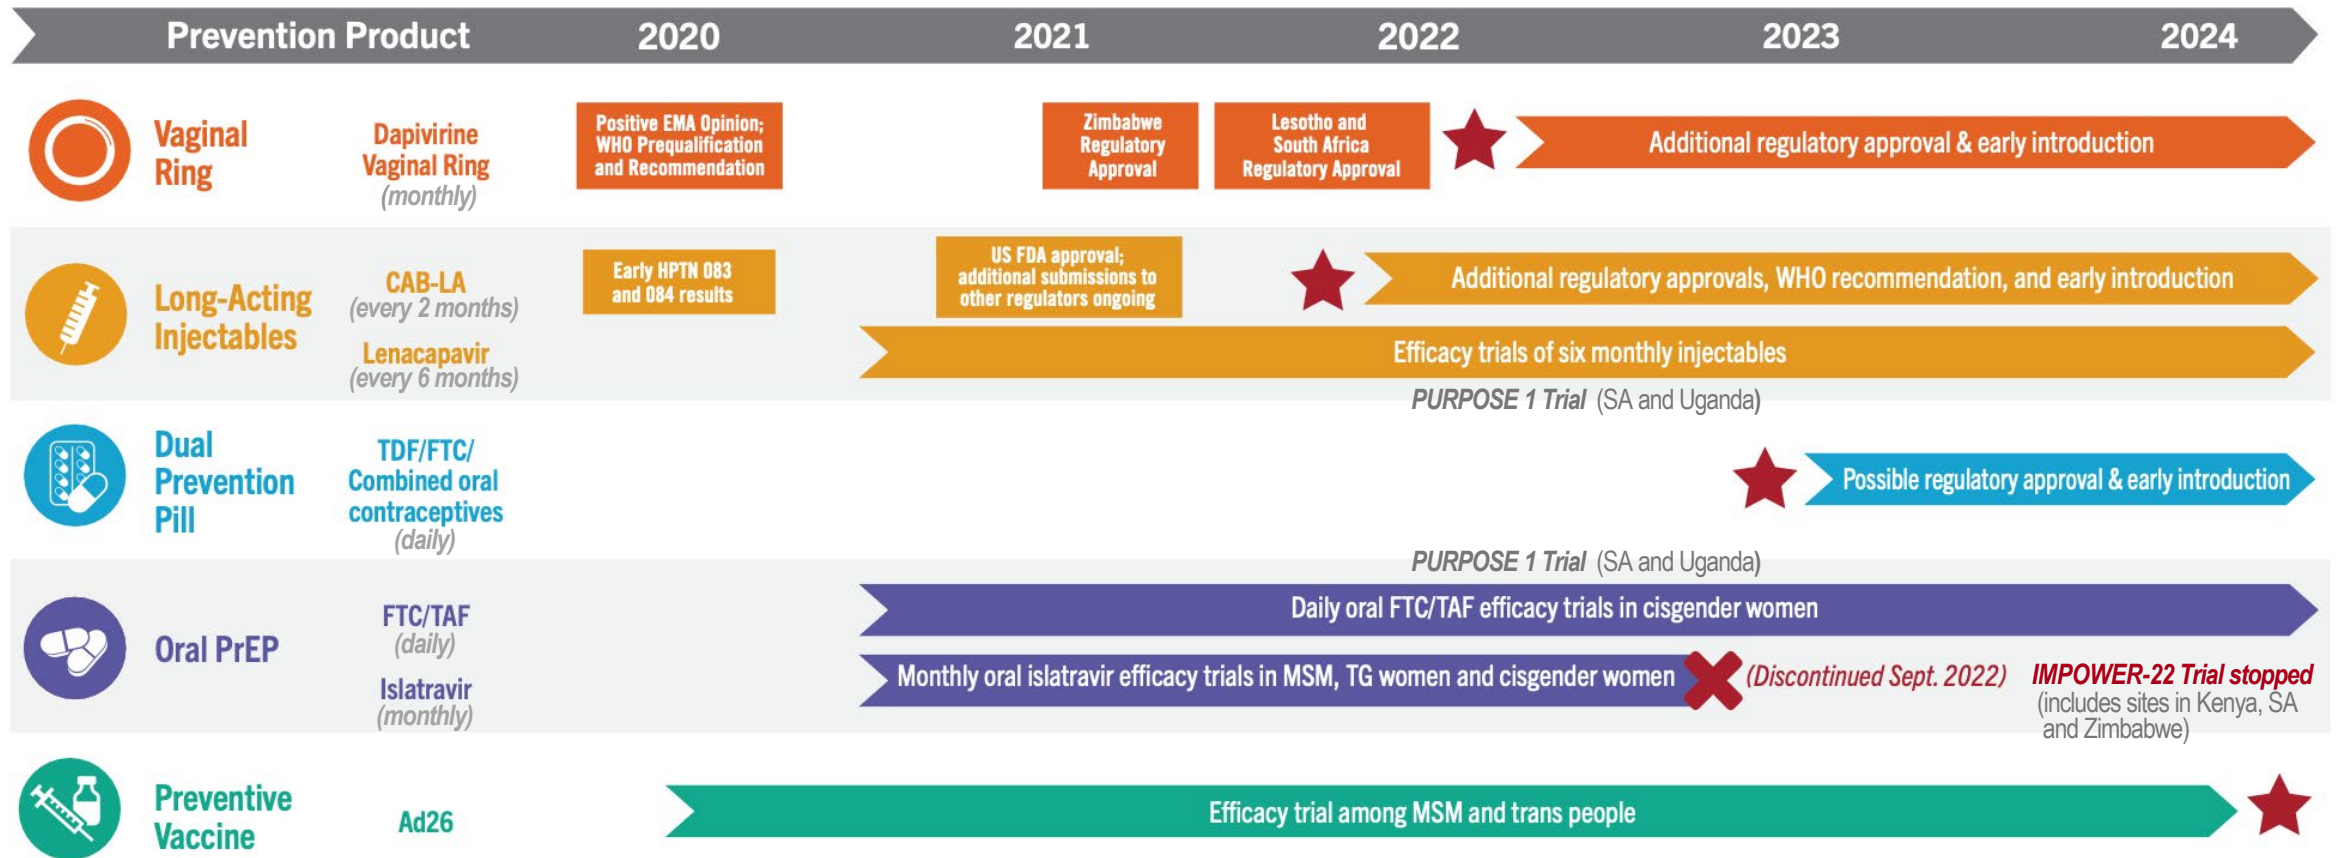 Prevention Product 2020 2021 2022 2023 2024
Vaginal
Ring
Dapivirine
Vaginal Ring
(monthly)
Positive EMA Opinion;
WHO Prequalification
and Recommendation
Zimbabwe
Regulatory
Approval
Lesotho and
South Africa
Regulatory Approval
Additional regulatory approval & early introduction
Long-Acting
Injectables
CAB-LA
(every 2 months)
Lenacapavir
(every 6 months)
Early HPTN 083
and 084 results
US FDA approval;
additional submissions to
other regulators ongoing
Additional regulatory approvals, WHO recommendation, and early introduction
Efficacy trials of six monthly injectables
PURPOSE 1 Trial (SA and Uganda)
Dual
Prevention
Pill
TDF/FTC/
Combined oral
contraceptives
(daily)
Possible regulatory approval & early introduction
PURPOSE 1 Trial (SA and Uganda)
Oral PrEP
FTC/TAF
(daily)
Islatravir
(monthly)
Daily oral FTC/TAF efficacy trials in cisgender women
Monthly oral islatravir efficacy trials in MSM, TG women and cisgender women
(Discontinued Sept. 2022)
IMPOWER-22 Trial stopped
(includes sites in Kenya, SA
and Zimbabwe)
Preventive
Vaccine
Ad26
Efficacy trial among MSM and trans people